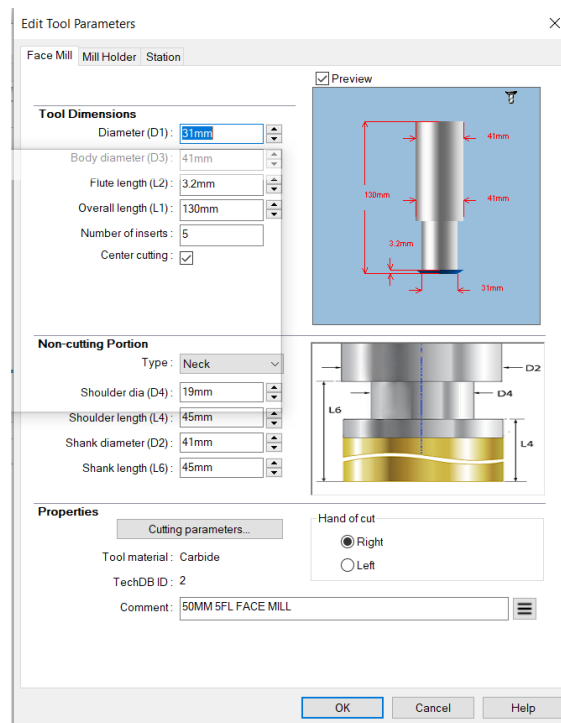 Edit Tool Parameters
Face Mill Mill Holder Station
Preview
Tool Dimensions
Diameter (D1) : 31mm
Body diameter (D3) : 41mm
Flute length (L2) : 3.2mm
Overall length (L1) : 130mm
Number of inserts : 5
Center cutting :
41mm
130mm
41mm
3.2mm
31mm
Non-cutting Portion
Type : Neck
Shoulder dia (D4) : 19mm
Shoulder length (L4) : 45mm
Shank diameter (D2) : 41mm
Shank length (L6) : 45mm
D2
D4
L6
L4
Properties
Cutting parameters...
Tool material : Carbide
TechDB ID : 2
Comment : 50MM 5FL FACE MILL
Hand of cut
Right
Left
OK Cancel Help